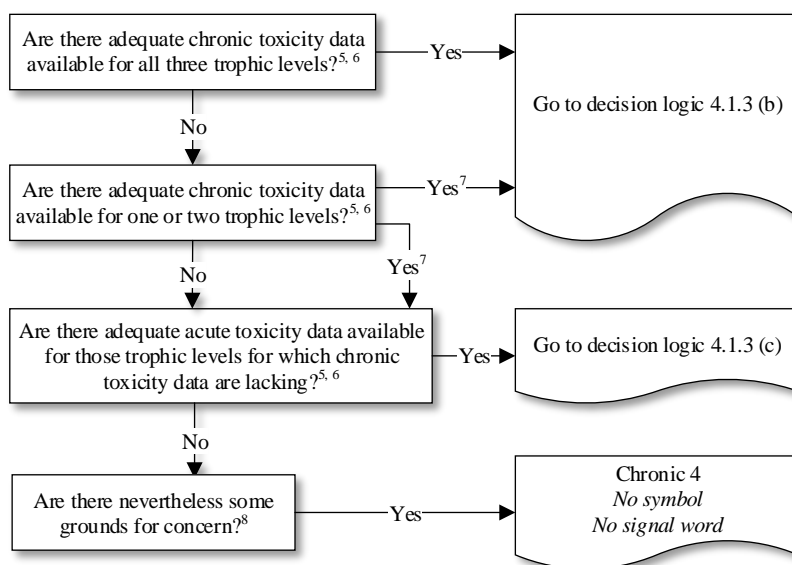 Are there adequate chronic toxicity data
available for all three trophic levels?5, 6
Yes
Go to decision logic 4.1.3 (b)
No
Are there adequate chronic toxicity data
available for one or two trophic levels?5, 6
Yes7
Yes7
No
Are there adequate acute toxicity data available
for those trophic levels for which chronic
toxicity data are lacking?5, 6
Yes
Go to decision logic 4.1.3 (c)
No
Are there nevertheless some
grounds for concern?8
Yes
Chronic 4
No symbol
No signal word